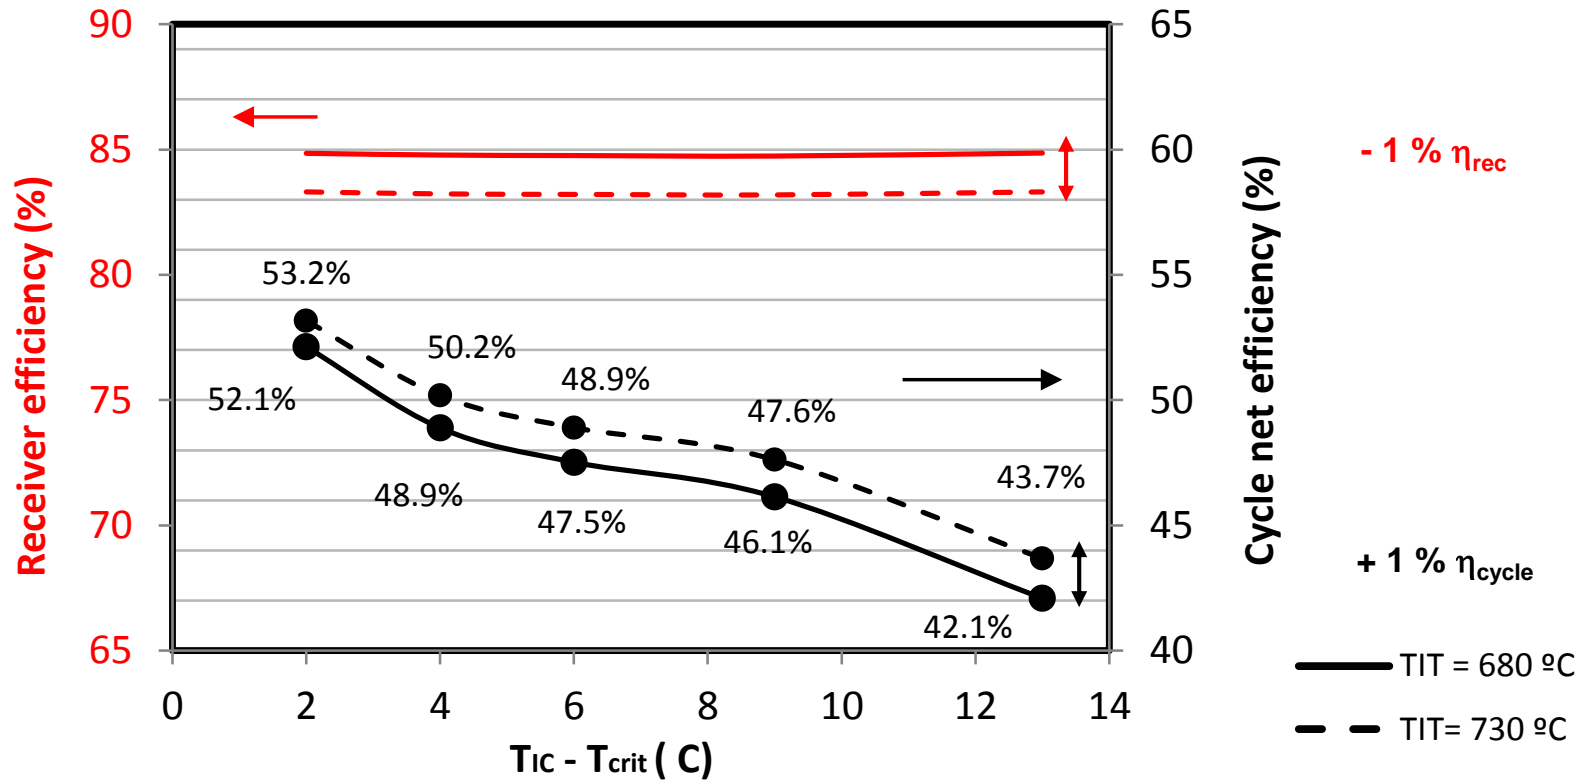 Receiver efficiency (%)
90
85
80
75
70
65
65
60
55
50
45
40
Cycle net efficiency (%)
- 1 % ηrec
53.2%
50.2%
48.9%
47.6%
43.7%
52.1%
48.9%
47.5%
46.1%
42.1%
+ 1 % ηcycle
0 2 4 6 8 10 12 14
TIC - Tcrit ( C)
TIT = 680 ºC
TIT= 730 ºC